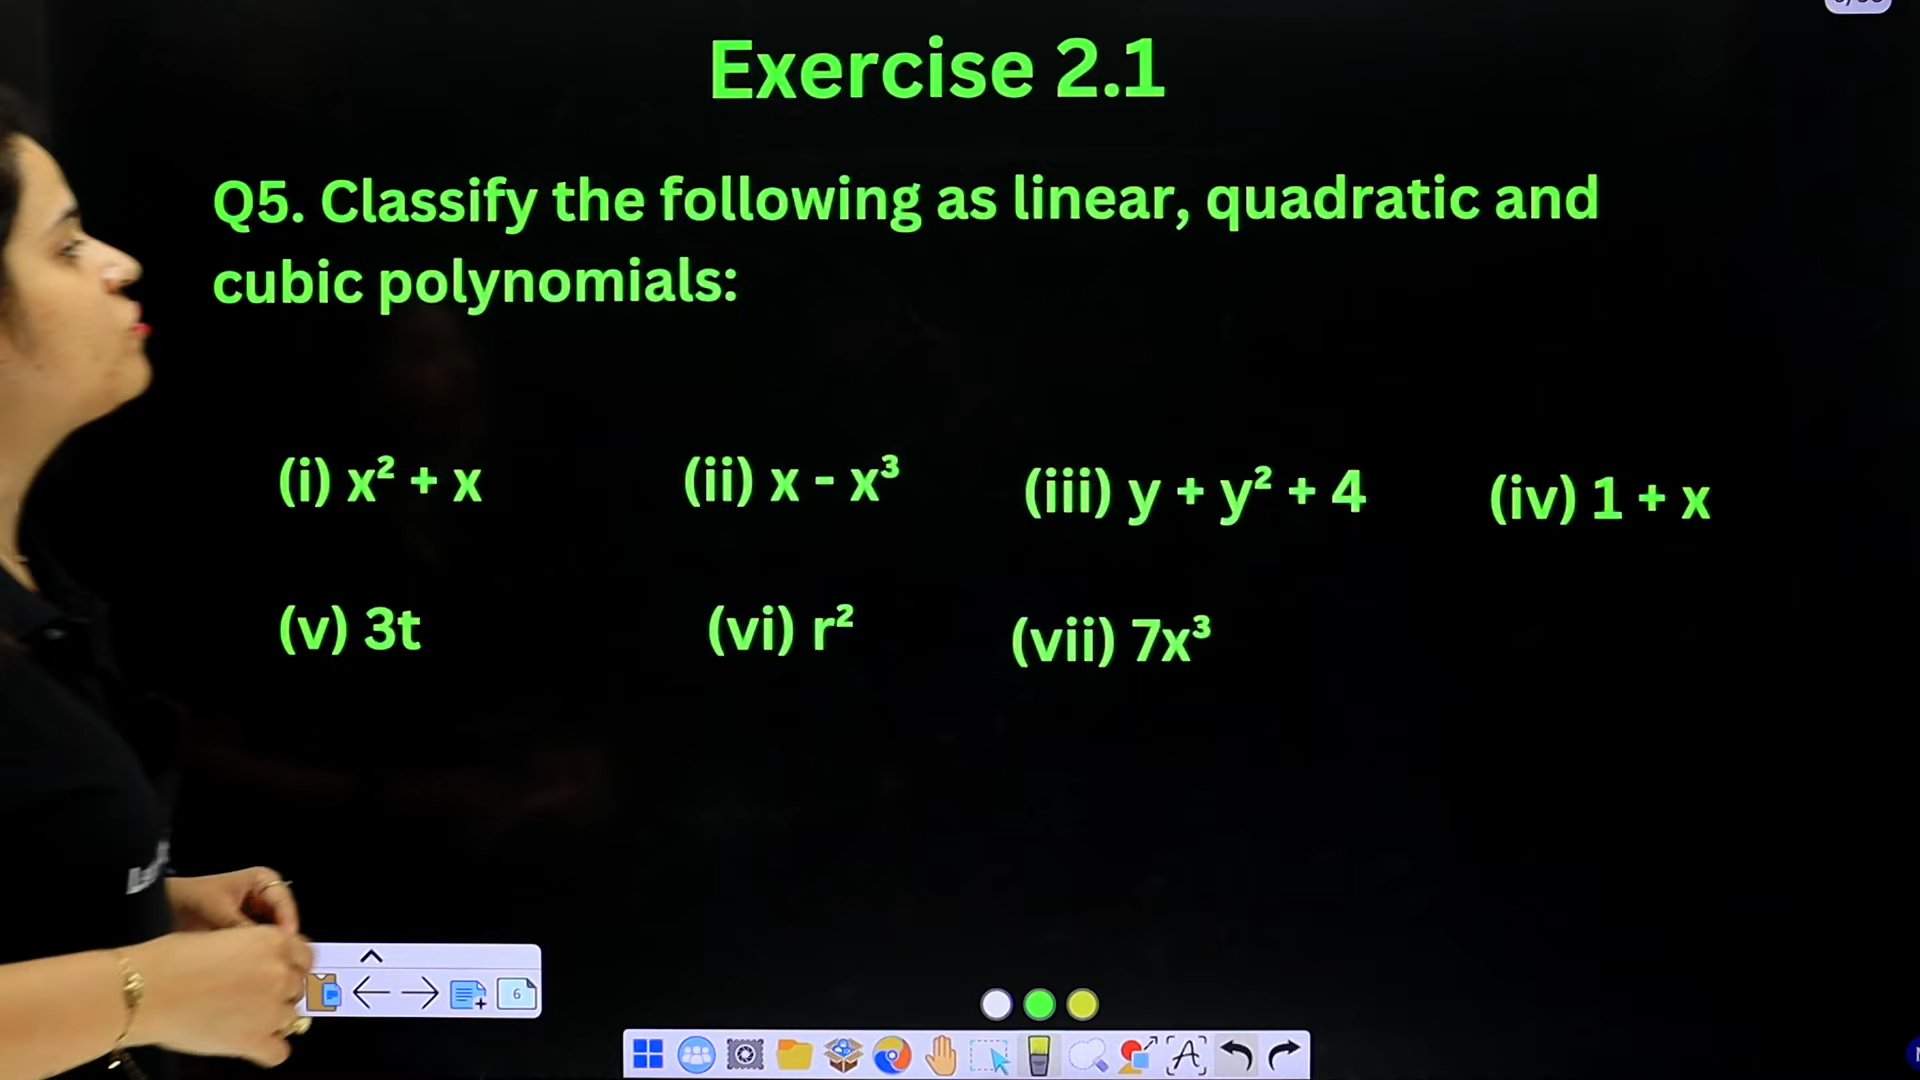 Exercise 2.1
Q5. Classify the following as linear, quadratic and
cubic polynomials:
(i) x² + x (ii) x - x³ (iii) y + y² + 4 (iv) 1 + x
(v) 3t (vi) r² (vii) 7x³
6